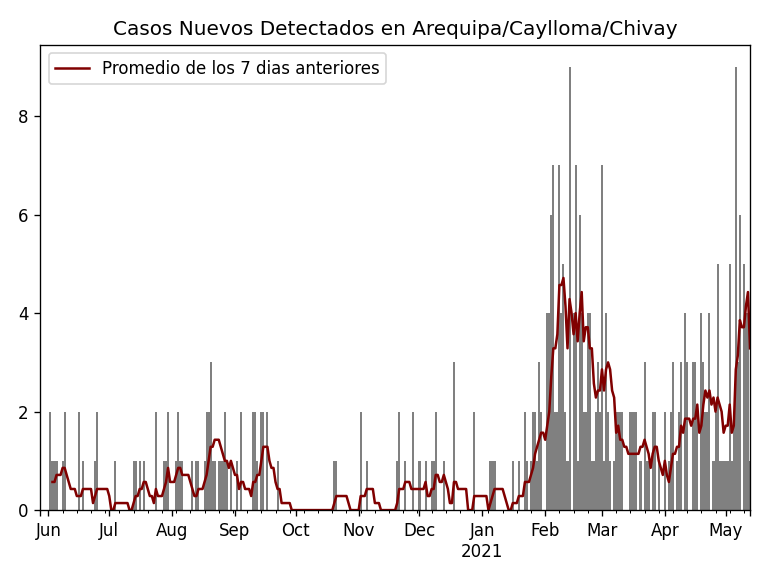 Casos Nuevos Detectados en Arequipa/Caylloma/Chivay
Promedio de los 7 dias anteriores
8
6
4
2
0
Jun Jul Aug Sep Oct Nov Dec Jan Feb Mar Apr May
2021